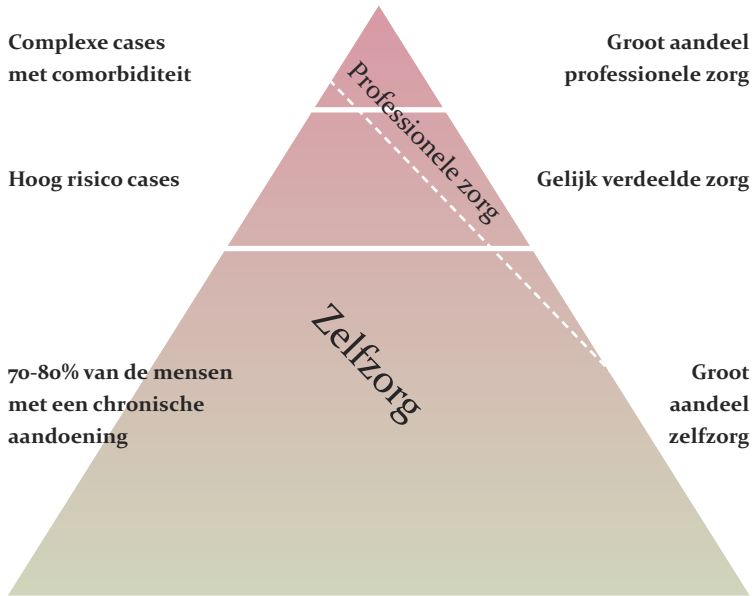 Complexe cases
met comorbiditeit
Groot aandeel
professionele zorg
Professionele zorg
Hoog risico cases
Gelijk verdeelde zorg
Zelfzorg
70-80% van de mensen
met een chronische
aandoening
Groot
aandeel
zelfzorg